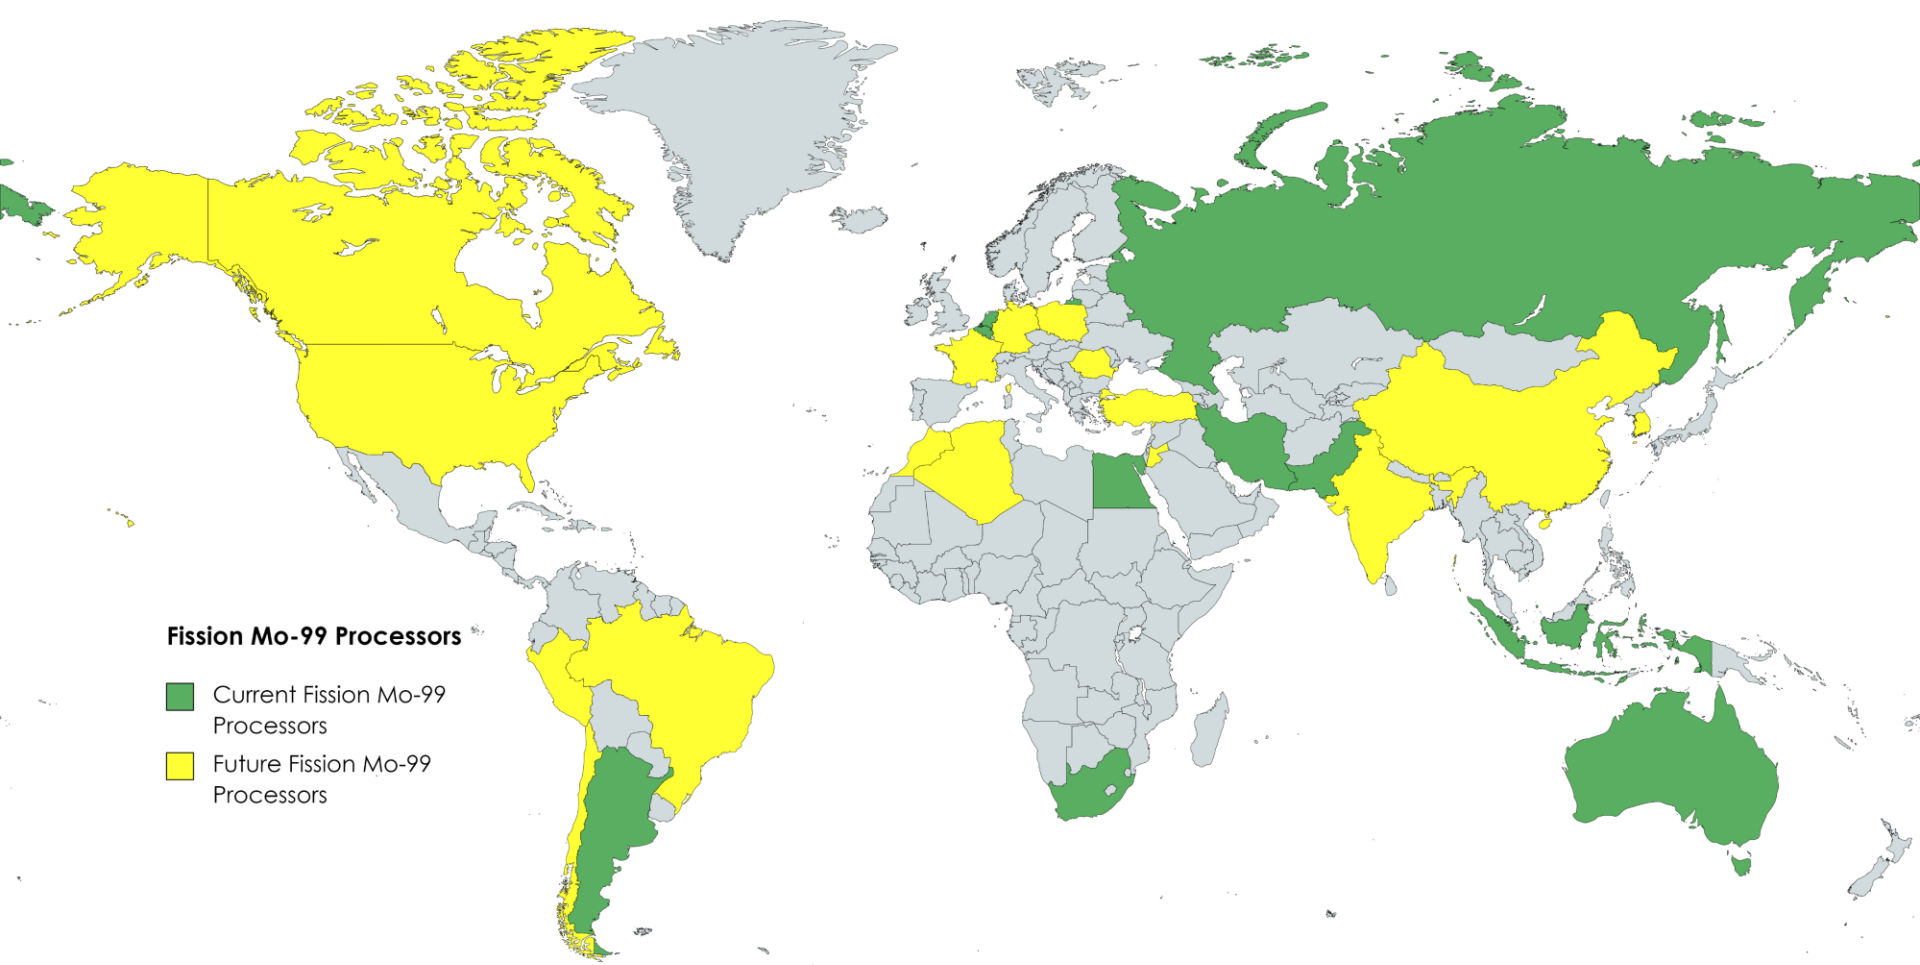 Fission Mo-99 Processors
Current Fission Mo-99
Processors
Future Fission Mo-99
Processors